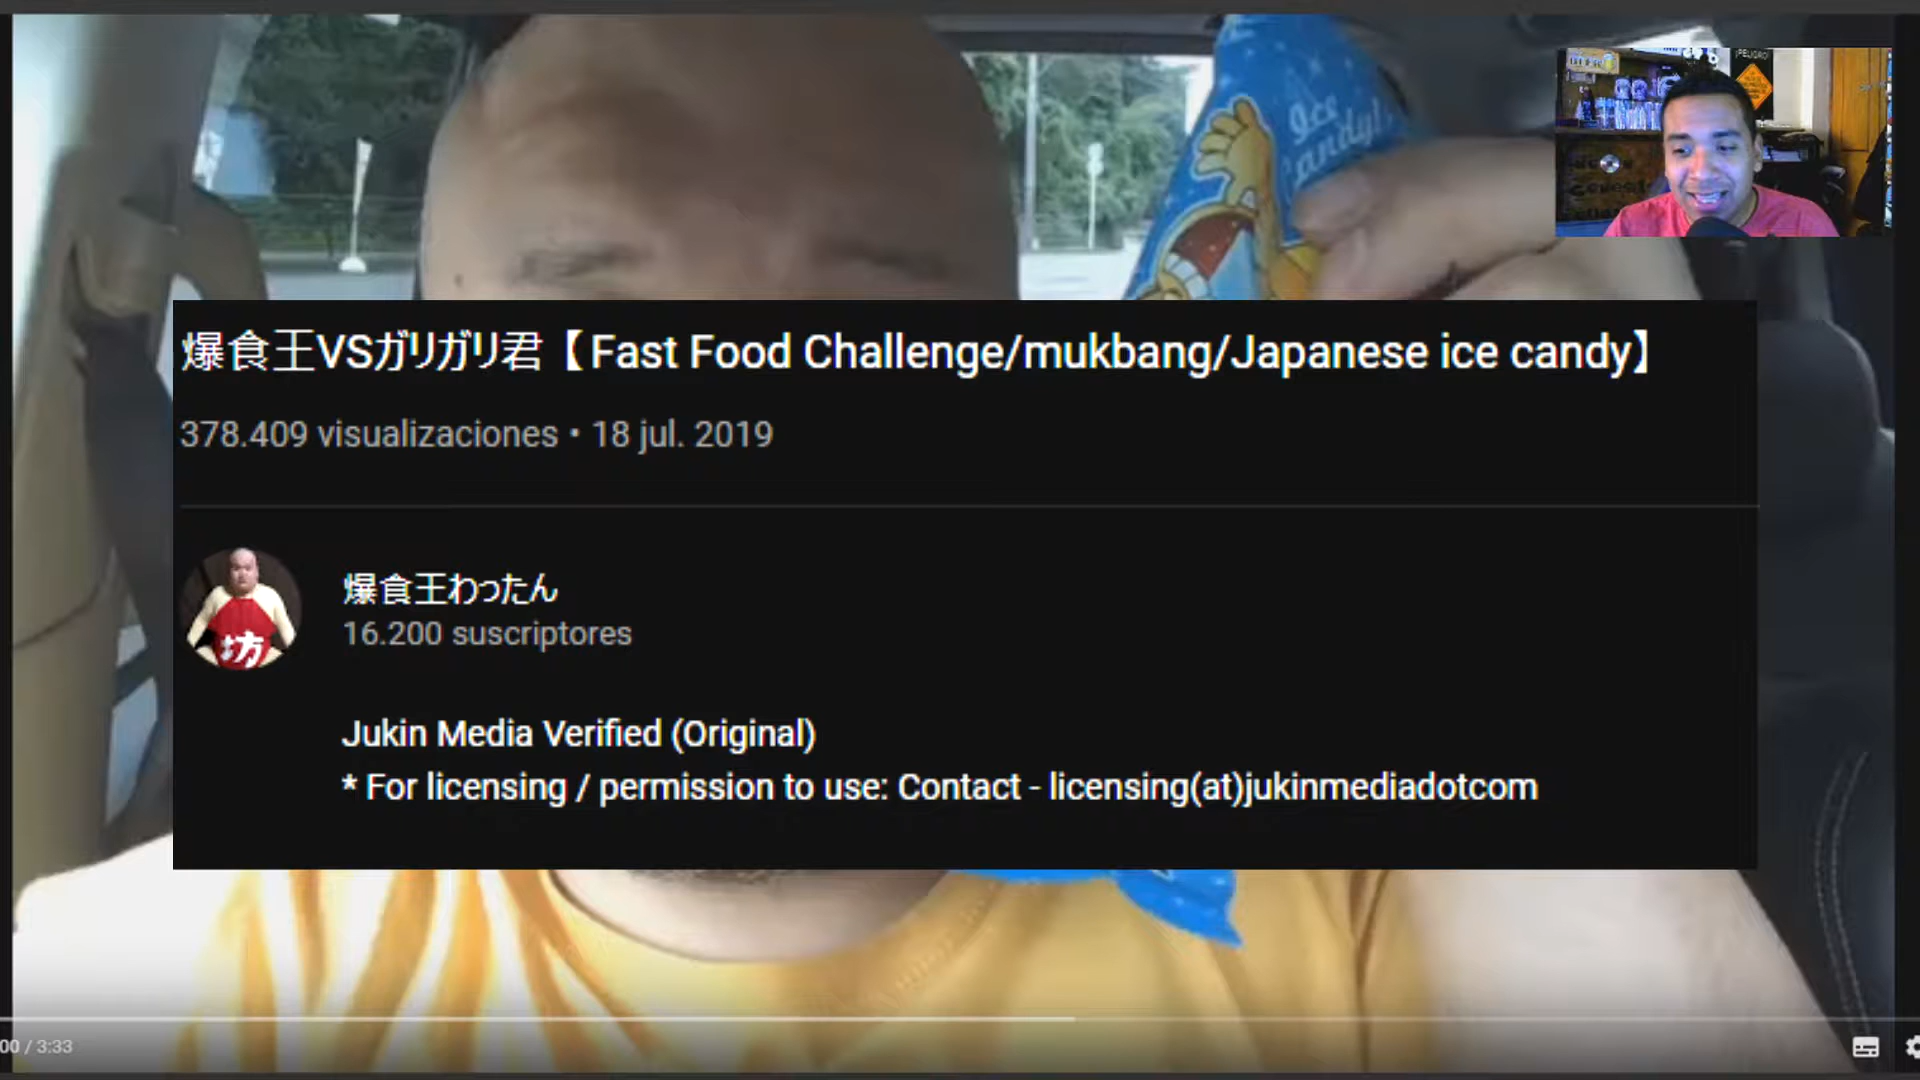 Ice
Candy!
¡PELIGRO!
爆食王VSガリガリ君【Fast Food Challenge/mukbang/Japanese ice candy】
378.409 visualizaciones • 18 jul. 2019
爆食王わったん
16.200 suscriptores
坊
Jukin Media Verified (Original)
* For licensing / permission to use: Contact - licensing(at)jukinmediadotcom
00 / 3:33